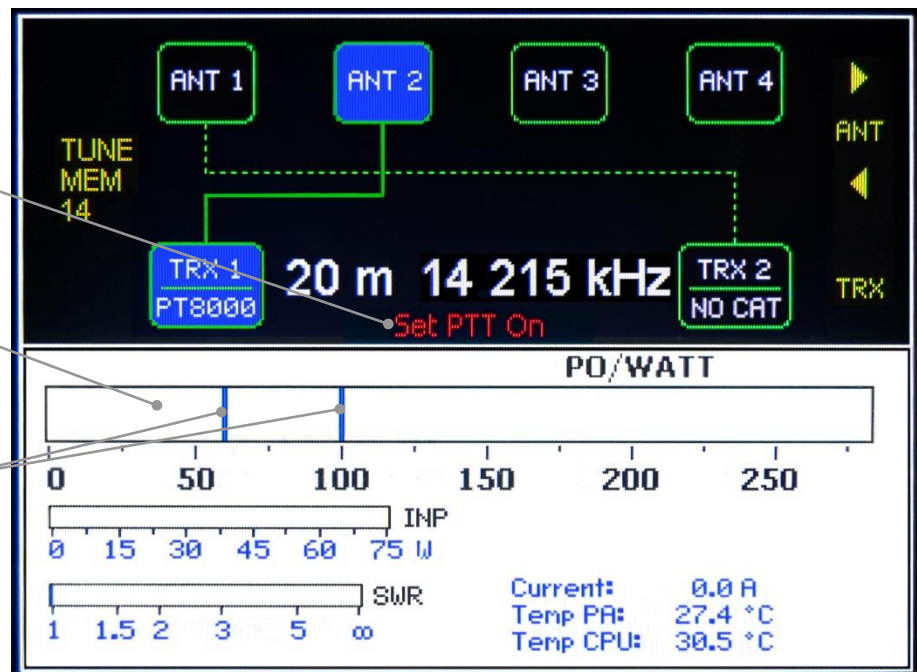 ANT 1 ANT 2 ANT 3 ANT 4
ANT
TUNE
MEM
14
TRX 1
PT8000
20 m 14 215 kHz
TRX 2
NO CAT
TRX
Set PTT On
PO/WATT
0 50 100 150 200 250
INP
0 15 30 45 60 75 W
SWR
1 1.5 2 3 5 ∞
Current: 0.0 A
Temp PA: 27.4 °C
Temp CPU: 30.5 °C